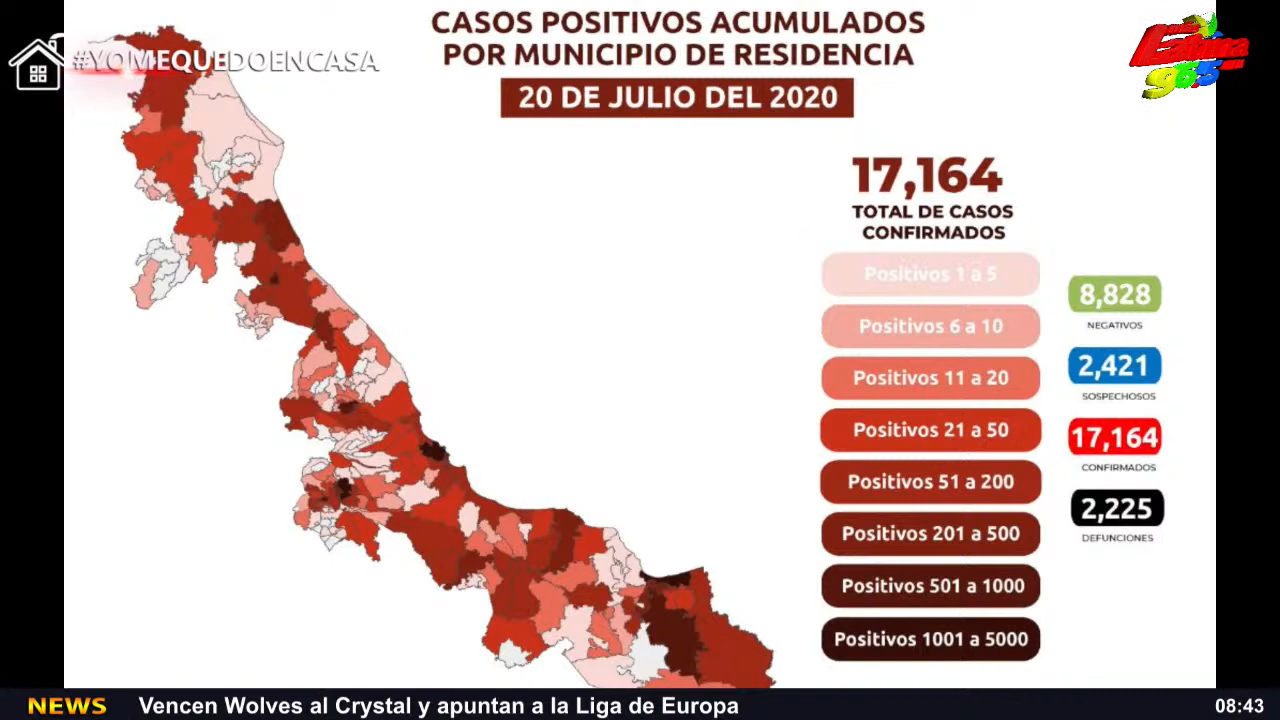 CASOS POSITIVOS ACUMULADOS
POR MUNICIPIO DE RESIDENCIA
20 DE JULIO DEL 2020
#YOMEQUEDOENCASA
96.5
17,164
TOTAL DE CASOS
CONFIRMADOS
Positivos 1 a 5
Positivos 6 a 10
Positivos 11 a 20
Positivos 21 a 50
Positivos 51 a 200
Positivos 201 a 500
Positivos 501 a 1000
Positivos 1001 a 5000
8,828
NEGATIVOS
2,421
SOSPECHOSOS
17,164
CONFIRMADOS
2,225
DEFUNCIONES
NEWS Vencen Wolves al Crystal y apuntan a la Liga de Europa 08:43